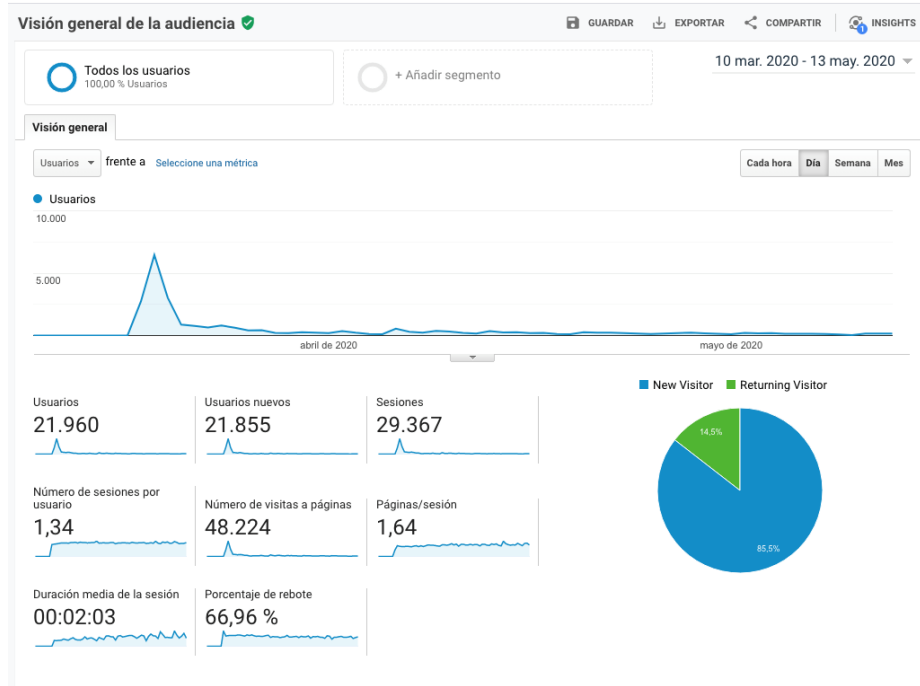 Visión general de la audiencia
GUARDAR
EXPORTAR
COMPARTIR
1
INSIGHTS
Todos los usuarios
100,00 % Usuarios
+ Añadir segmento
10 mar. 2020 - 13 may. 2020
Visión general
Usuarios
frente a
Seleccione una métrica
Cada hora
Día
Semana
Mes
Usuarios
10.000
5.000
abril de 2020
mayo de 2020
New Visitor
Returning Visitor
14,5%
85,5%
Usuarios
21.960
Usuarios nuevos
21.855
Sesiones
29.367
Número de sesiones por
usuario
1,34
Número de visitas a páginas
48.224
Páginas/sesión
1,64
Duración media de la sesión
00:02:03
Porcentaje de rebote
66,96 %